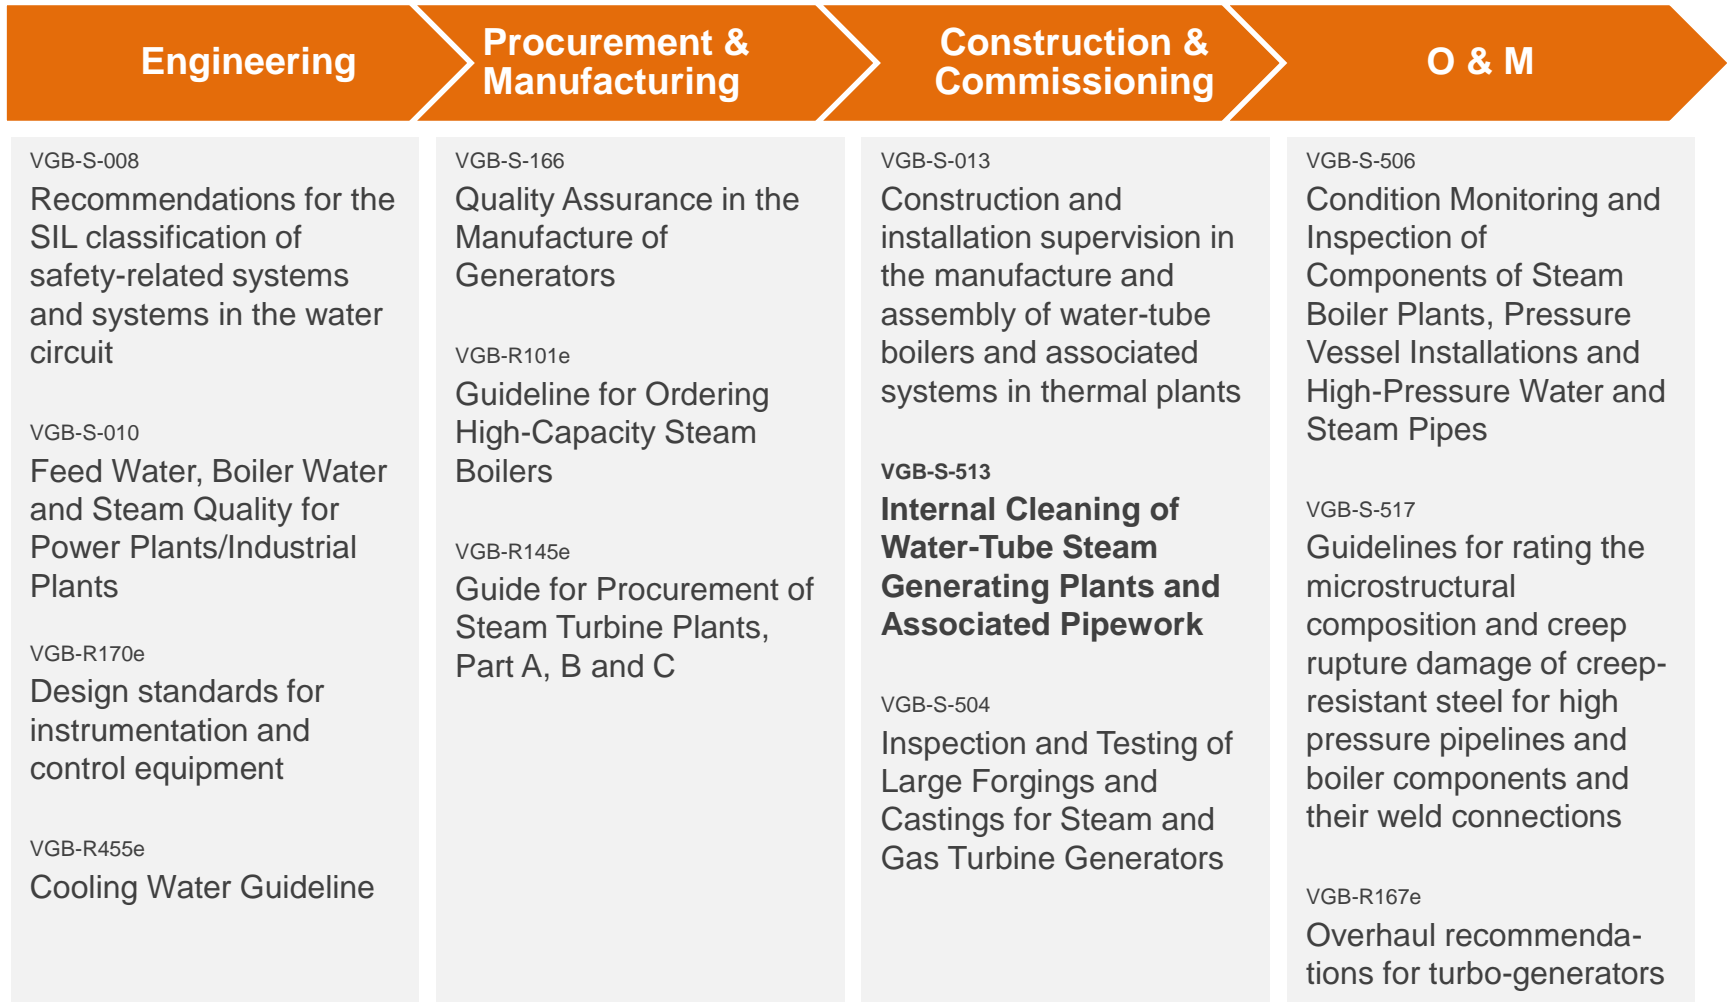 Engineering
Procurement &
Manufacturing
Construction &
Commissioning
O & M
VGB-S-008
Recommendations for the
SIL classification of
safety-related systems
and systems in the water
circuit
VGB-S-010
Feed Water, Boiler Water
and Steam Quality for
Power Plants/Industrial
Plants
VGB-R170e
Design standards for
instrumentation and
control equipment
VGB-R455e
Cooling Water Guideline
VGB-S-166
Quality Assurance in the
Manufacture of
Generators
VGB-R101e
Guideline for Ordering
High-Capacity Steam
Boilers
VGB-R145e
Guide for Procurement of
Steam Turbine Plants,
Part A, B and C
VGB-S-013
Construction and
installation supervision in
the manufacture and
assembly of water-tube
boilers and associated
systems in thermal plants
VGB-S-513
Internal Cleaning of
Water-Tube Steam
Generating Plants and
Associated Pipework
VGB-S-504
Inspection and Testing of
Large Forgings and
Castings for Steam and
Gas Turbine Generators
VGB-S-506
Condition Monitoring and
Inspection of
Components of Steam
Boiler Plants, Pressure
Vessel Installations and
High-Pressure Water and
Steam Pipes
VGB-S-517
Guidelines for rating the
microstructural
composition and creep
rupture damage of creep-
resistant steel for high
pressure pipelines and
boiler components and
their weld connections
VGB-R167e
Overhaul recommenda-
tions for turbo-generators